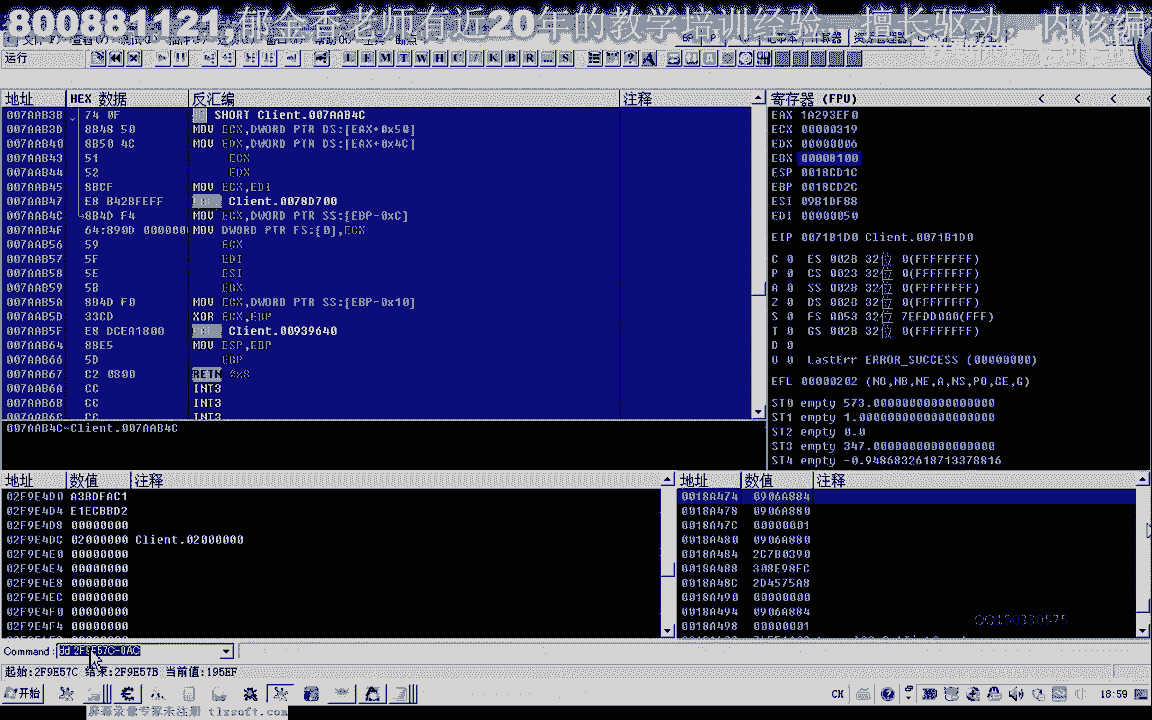 800881121,郁金香老师有近20年的教学培训经验，擅长驱动，内核编
运行
L E M T W H C / K B R ... S
地址 HEX 数据 反汇编 注释
007AAB3B 74 0F SHORT Client.007AAB4C
007AAB3D 8B48 50 MOV ECX,DWORD PTR DS:[EAX+0x50]
007AAB40 8B50 4C MOV EDX,DWORD PTR DS:[EAX+0x4C]
007AAB43 51 ECX
007AAB44 52 EDX
007AAB45 8BCF MOV ECX,EDI
007AAB47 E8 B42BFEFF Client.0078D700
007AAB4C 8B4D F4 MOV ECX,DWORD PTR SS:[EBP-0xC]
007AAB4F 64:890D 000000 MOV DWORD PTR FS:[0],ECX
007AAB56 59 ECX
007AAB57 5F EDI
007AAB58 5E ESI
007AAB59 5B EBX
007AAB5A 8B4D F0 MOV ECX,DWORD PTR SS:[EBP-0x10]
007AAB5D 33CD XOR ECX,EBP
007AAB5F E8 DCEA1800 Client.00939640
007AAB64 8BE5 MOV ESP,EBP
007AAB66 5D EBP
007AAB67 C2 0800 RETN 0x8
007AAB6A CC INT3
007AAB6B CC INT3
007AAB6C CC INT3
007AAB4C=Client.007AAB4C
寄存器 (FPU)
EAX 1A293EF0
ECX 00000319
EDX 00000006
EBX 00000100
ESP 0018CD1C
EBP 0018CD2C
ESI 09B1DF88
EDI 00000050
EIP 0071B1D0 Client.0071B1D0
C 0 ES 002B 32位 0(FFFFFFFF)
P 0 CS 0023 32位 0(FFFFFFFF)
A 0 SS 002B 32位 0(FFFFFFFF)
Z 0 DS 002B 32位 0(FFFFFFFF)
S 0 FS 0053 32位 7EFDD000(FFF)
T 0 GS 002B 32位 0(FFFFFFFF)
D 0
O 0 LastErr ERROR_SUCCESS (00000000)
EFL 00000202 (NO,NB,NE,A,NS,PO,GE,G)
ST0 empty 573.00000000000000000
ST1 empty 1.0000000000000000000
ST2 empty 0.0
ST3 empty 347.00000000000000000
ST4 empty -0.9486832618713378816
地址 数值 注释
02F9E4D0 A3BDFAC1
02F9E4D4 E1ECBBD2
02F9E4D8 00000000
02F9E4DC 02000000 Client.02000000
02F9E4E0 00000000
02F9E4E4 00000000
02F9E4E8 00000000
02F9E4EC 00000000
02F9E4F0 00000000
02F9E4F4 00000000
地址 数值 注释
0018A474 0906A884
0018A478 0906A880
0018A47C 00000001
0018A480 0906A880
0018A484 2C7B0390
0018A488 308E98FC
0018A48C 2D4575A8
0018A490 00000000
0018A494 0906A884
0018A498 00000000
QQ150330575
Command: dd 2F9E57C-0AC
起始:2F9E57C 结束:2F9E57B 当前值:195EF
开始 CH 18:59
屏幕录像专家未注册 tlxsoft.com